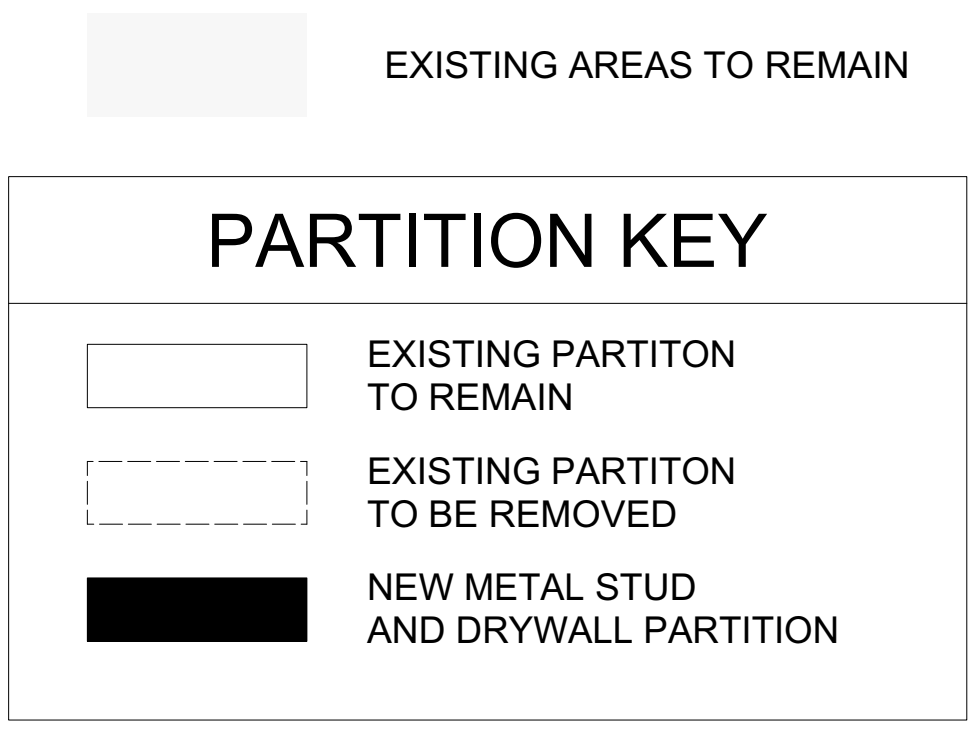 EXISTING AREAS TO REMAIN
PARTITION KEY
EXISTING PARTITON
TO REMAIN
EXISTING PARTITON
TO BE REMOVED
NEW METAL STUD
AND DRYWALL PARTITION